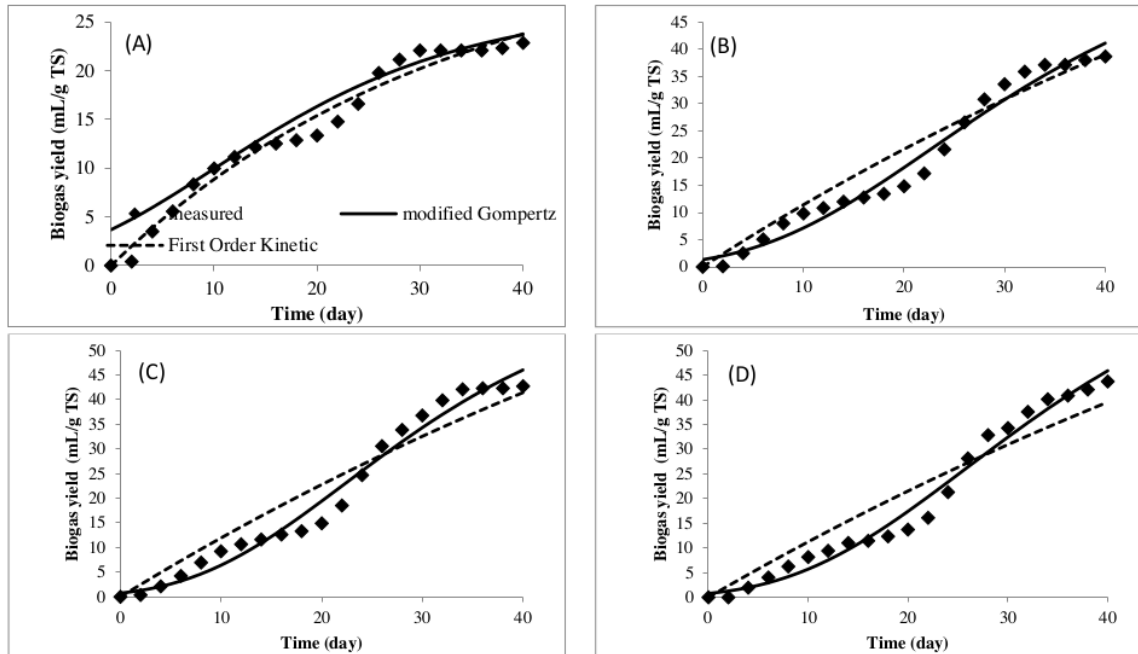 (A)
Biogas yield (mL/g TS)
25
20
15
10
5
0
measured
modified Gompertz
First Order Kinetic
0 10 20 30 40
Time (day)
(B)
Biogas yield (mL/g TS)
45
40
35
30
25
20
15
10
5
0
0 10 20 30 40
Time (day)
(C)
Biogas yield (mL/g TS)
50
45
40
35
30
25
20
15
10
5
0
0 10 20 30 40
Time (day)
(D)
Biogas yield (mL/g TS)
50
45
40
35
30
25
20
15
10
5
0
0 10 20 30 40
Time (day)